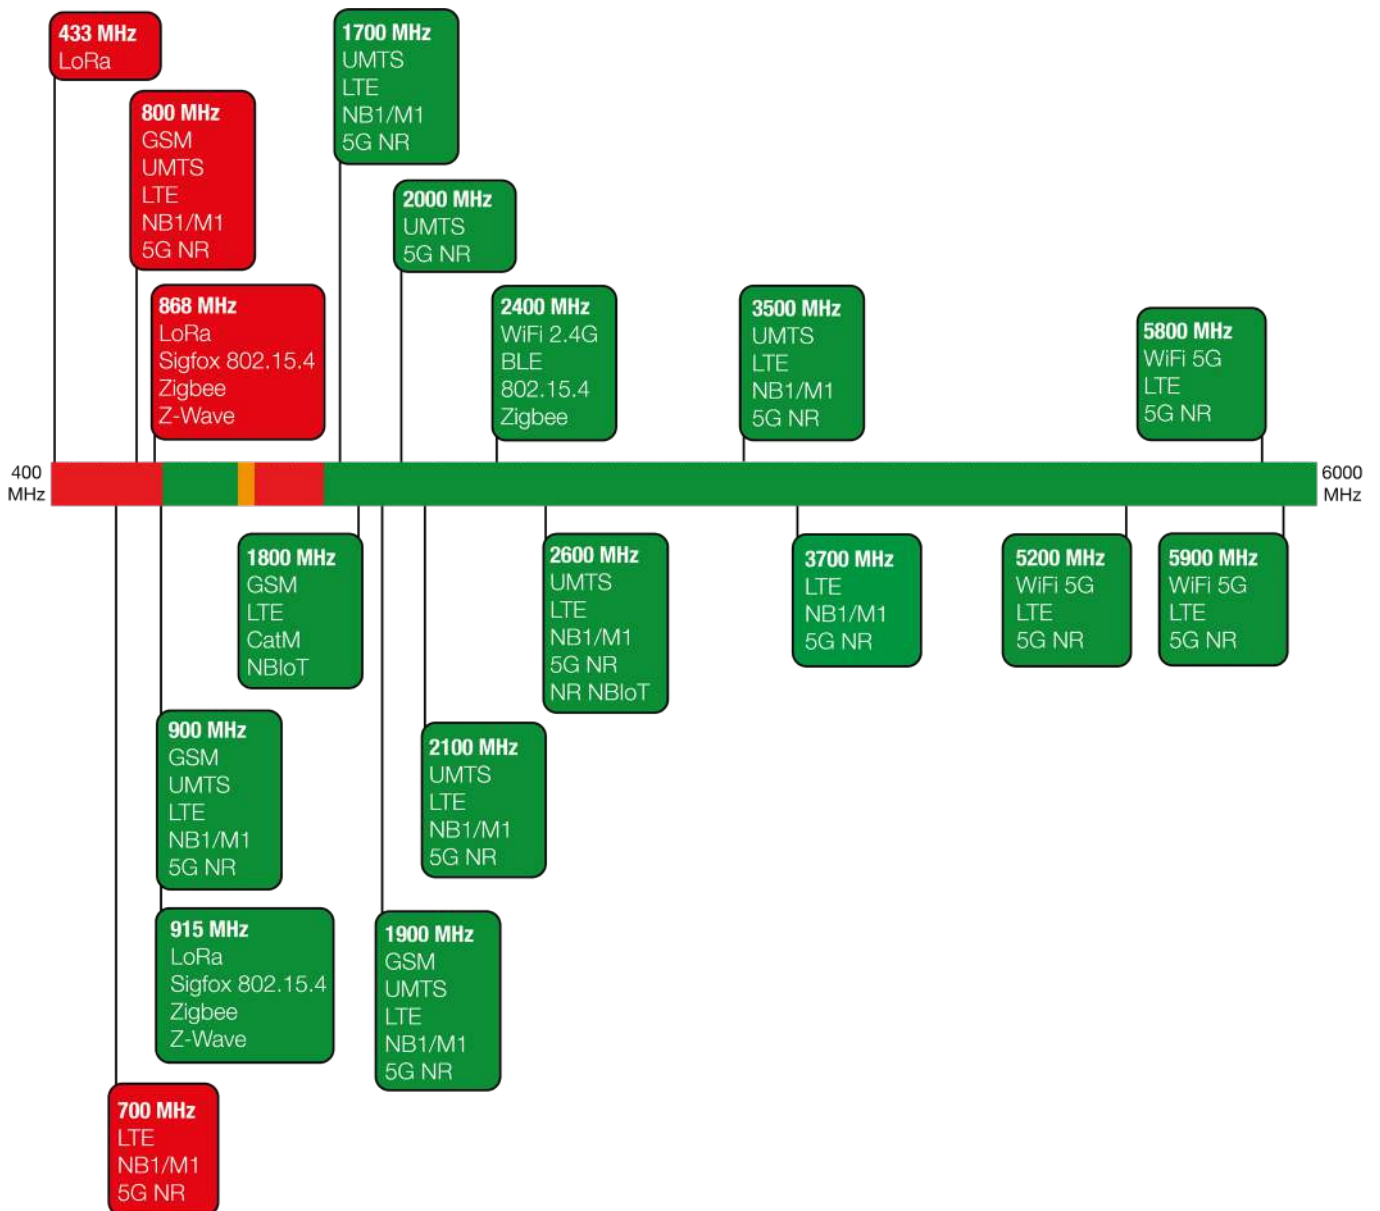 433 MHz
LoRa
800 MHz
GSM
UMTS
LTE
NB1/M1
5G NR
868 MHz
LoRa
Sigfox 802.15.4
Zigbee
Z-Wave
1700 MHz
UMTS
LTE
NB1/M1
5G NR
2000 MHz
UMTS
5G NR
2400 MHz
WiFi 2.4G
BLE
802.15.4
Zigbee
3500 MHz
UMTS
LTE
NB1/M1
5G NR
5800 MHz
WiFi 5G
LTE
5G NR
400
MHz
6000
MHz
1800 MHz
GSM
LTE
CatM
NBIoT
2600 MHz
UMTS
LTE
NB1/M1
5G NR
NR NBIoT
3700 MHz
LTE
NB1/M1
5G NR
5200 MHz
WiFi 5G
LTE
5G NR
5900 MHz
WiFi 5G
LTE
5G NR
900 MHz
GSM
UMTS
LTE
NB1/M1
5G NR
2100 MHz
UMTS
LTE
NB1/M1
5G NR
915 MHz
LoRa
Sigfox 802.15.4
Zigbee
Z-Wave
1900 MHz
GSM
UMTS
LTE
NB1/M1
5G NR
700 MHz
LTE
NB1/M1
5G NR